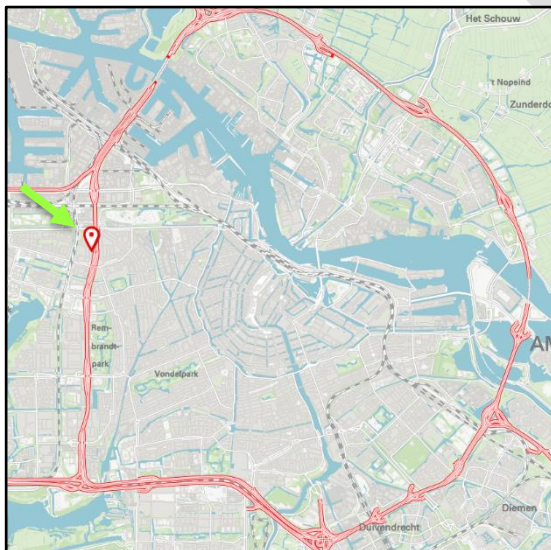 Het Schouw
't Nopeind
Zunderdo
Rem-
brandt-
park
Vondelpark
AM
Diemen
Duivendrecht